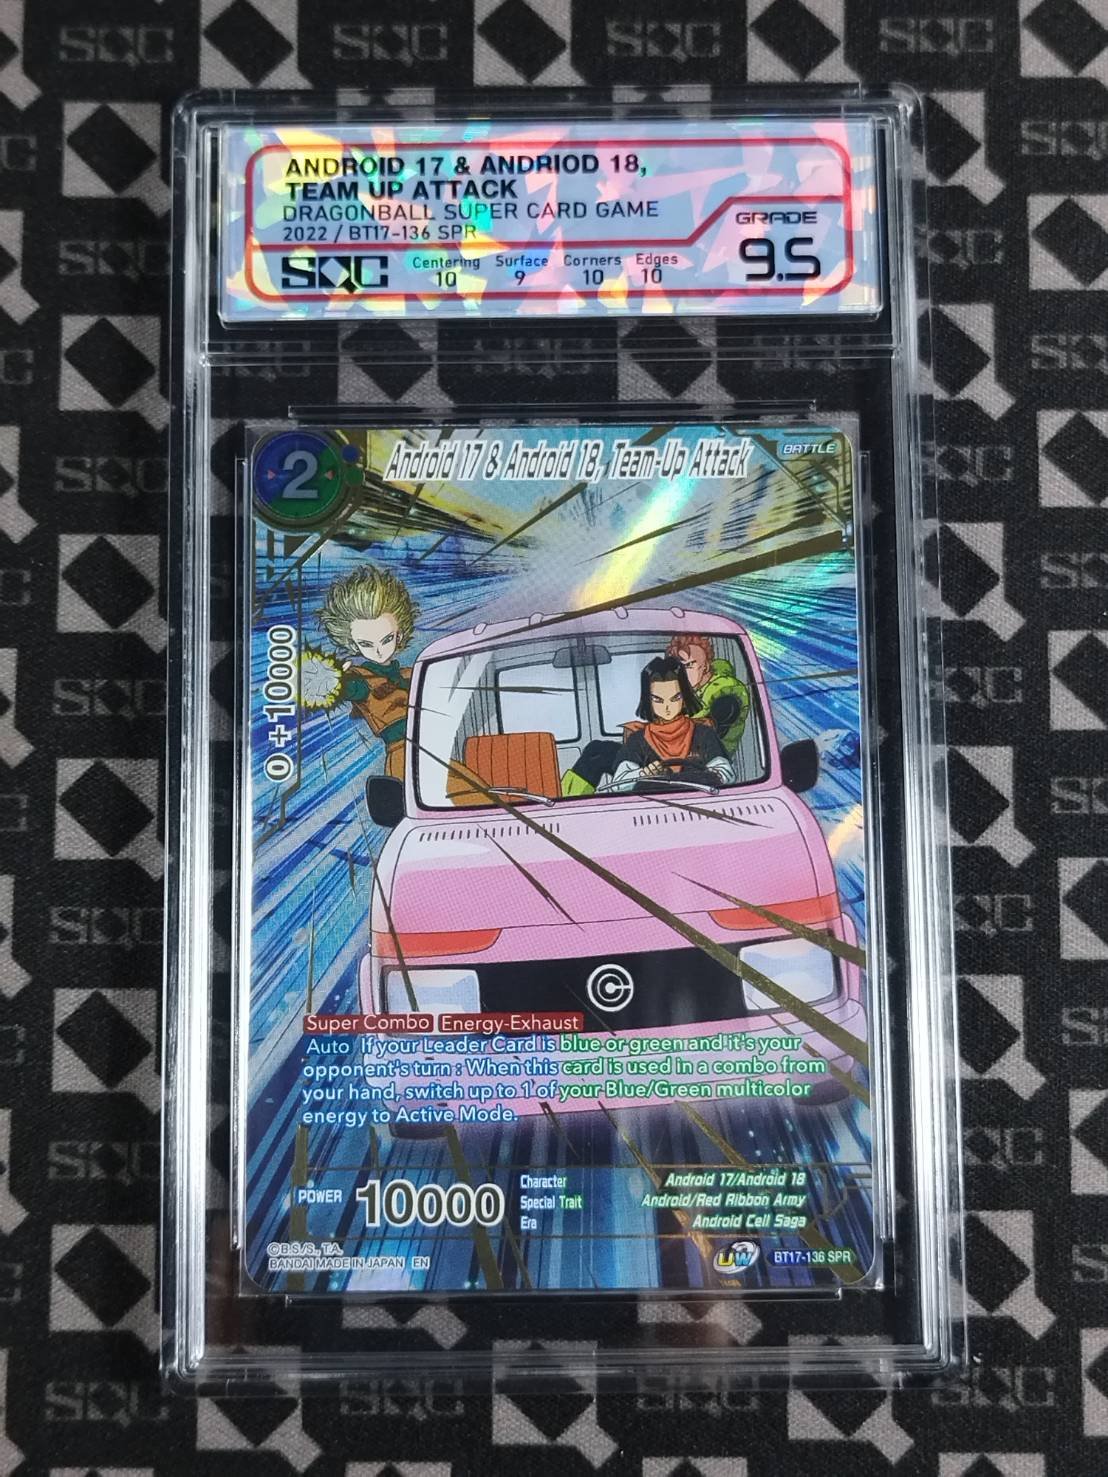 ANDROID 17 & ANDRIOD 18,
TEAM UP ATTACK
DRAGONBALL SUPER CARD GAME
2022 / BT17-136 SPR
GRADE
9.5
SQC
Centering Surface Corners Edges
10 9 10 10
2
Android 17 & Android 18, Team-Up Attack
BATTLE
0 + 10000
Super Combo Energy-Exhaust
Auto If your Leader Card is blue or green and it's your
opponent's turn : When this card is used in a combo from
your hand, switch up to 1 of your Blue/Green multicolor
energy to Active Mode.
POWER 10000
Character Android 17/Android 18
Special Trait Android/Red Ribbon Army
Era Android Cell Saga
©B.S./S., T.A.
BANDAI MADE IN JAPAN EN
UW
BT17-136 SPR